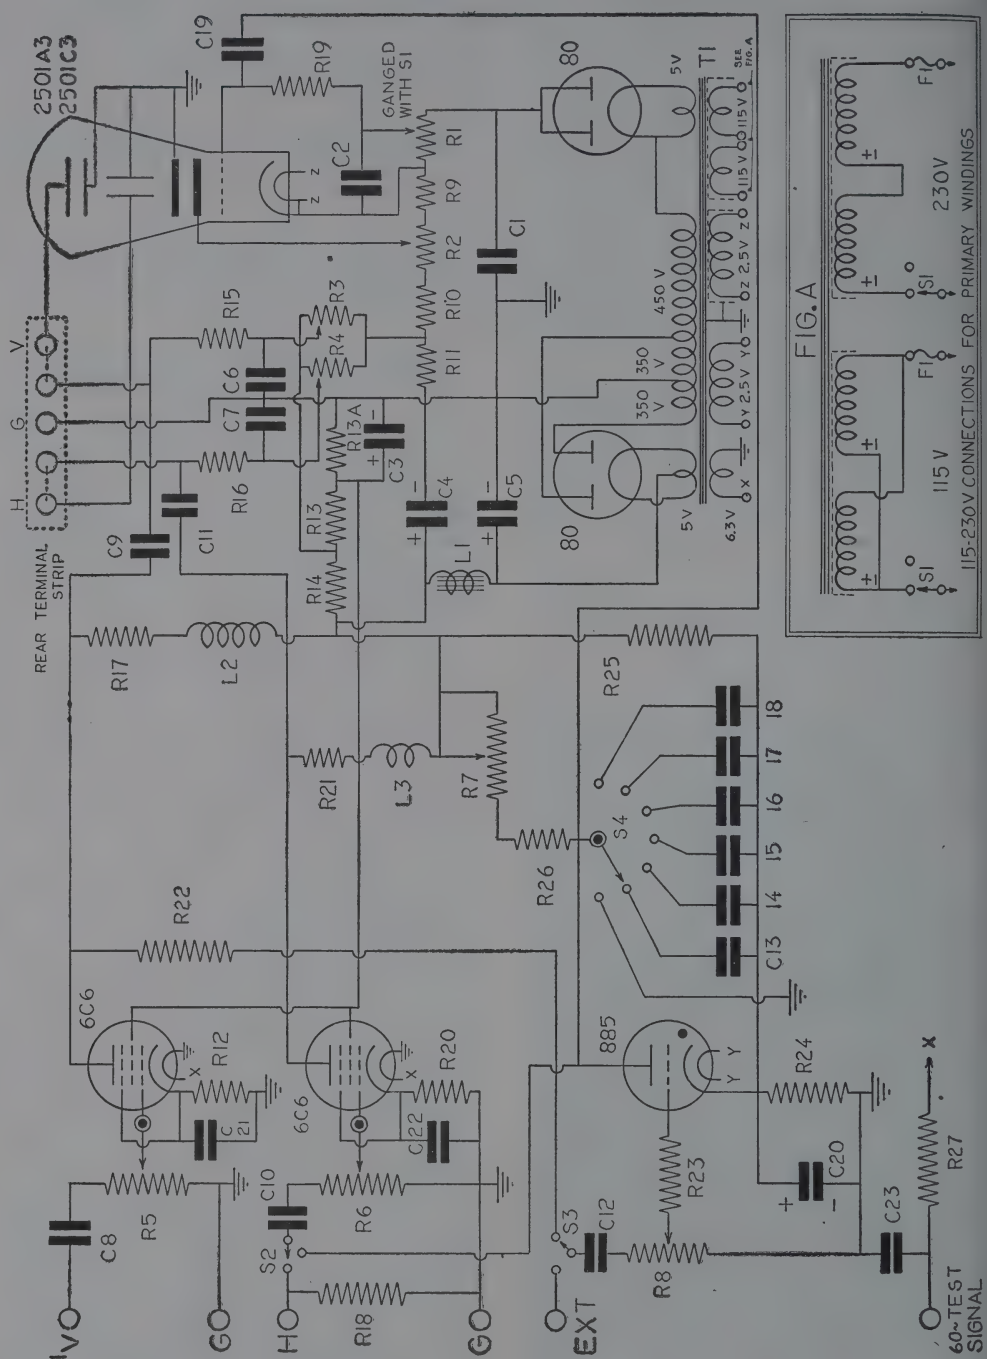 2501A3
2501C3
C19
R19
GANGED
WITH S1
C2
Z Z
R1
R9
R2
R10
R11
C1
80
5V
T1
SEE
FIG. A
115V
115V
Z 2.5V Z
450V
350
V
350
V
Y 2.5V Y
6.3V X
5V
80
H G V
REAR TERMINAL
STRIP
R15
R3
R4
C6
C7
R16
C9
C11
R13A
C3
+ -
R13
R14
C4
+ -
C5
+ -
L1
R17
L2
R21
L3
R7
R25
R26
S4
C13 14 15 16 17 18
R22
6C6
X
R12
C
21
6C6
X
R20
C22
885
Y Y
R24
R23
C20
+
-
C23
R27
X
V
C8
R5
G
H
S2
C10
R6
R18
G
EXT
S3
C12
R8
60~TEST
SIGNAL
FIG. A
± ±
S1 F1
115V
± ±
S1 F1
230V
115-230V CONNECTIONS FOR PRIMARY WINDINGS